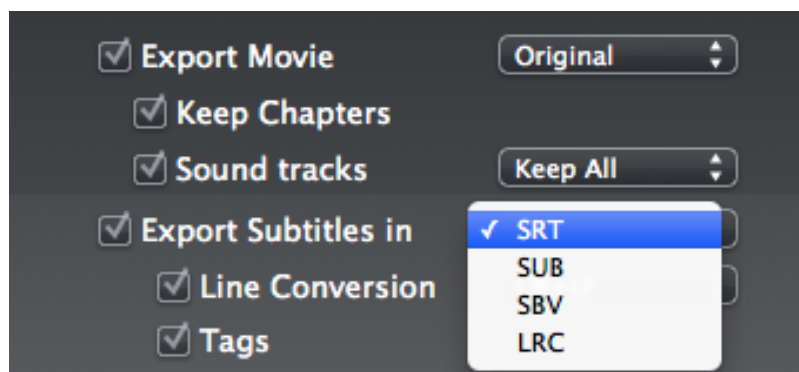 Export Movie Original
Keep Chapters
Sound tracks Keep All
Export Subtitles in ✓ SRT
SUB
Line Conversion
SBV
Tags LRC